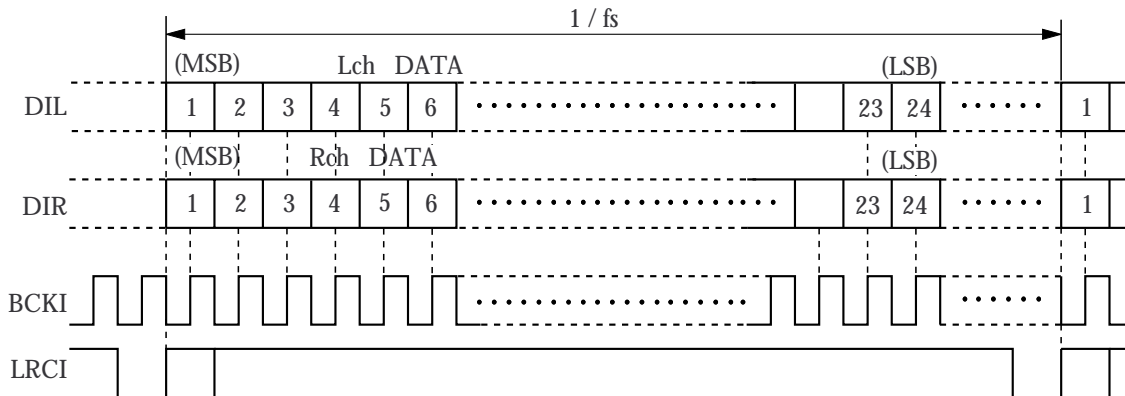 1 / fs
(MSB) Lch DATA (LSB)
DIL 1 2 3 4 5 6 23 24 1
(MSB) Rch DATA (LSB)
DIR 1 2 3 4 5 6 23 24 1
BCKI
LRCI